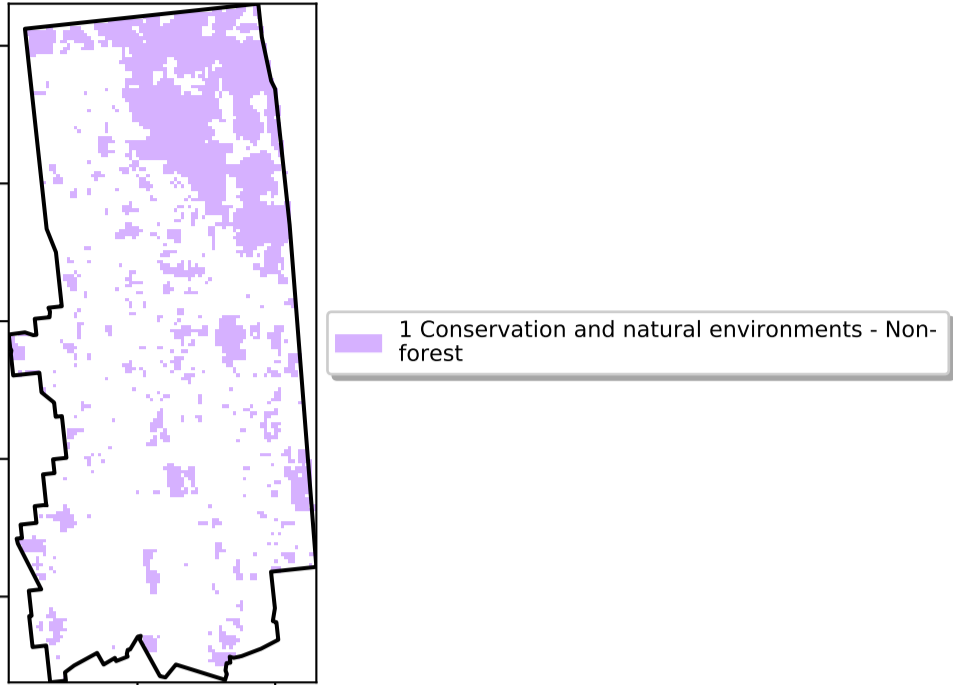 1 Conservation and natural environments - Non-
forest